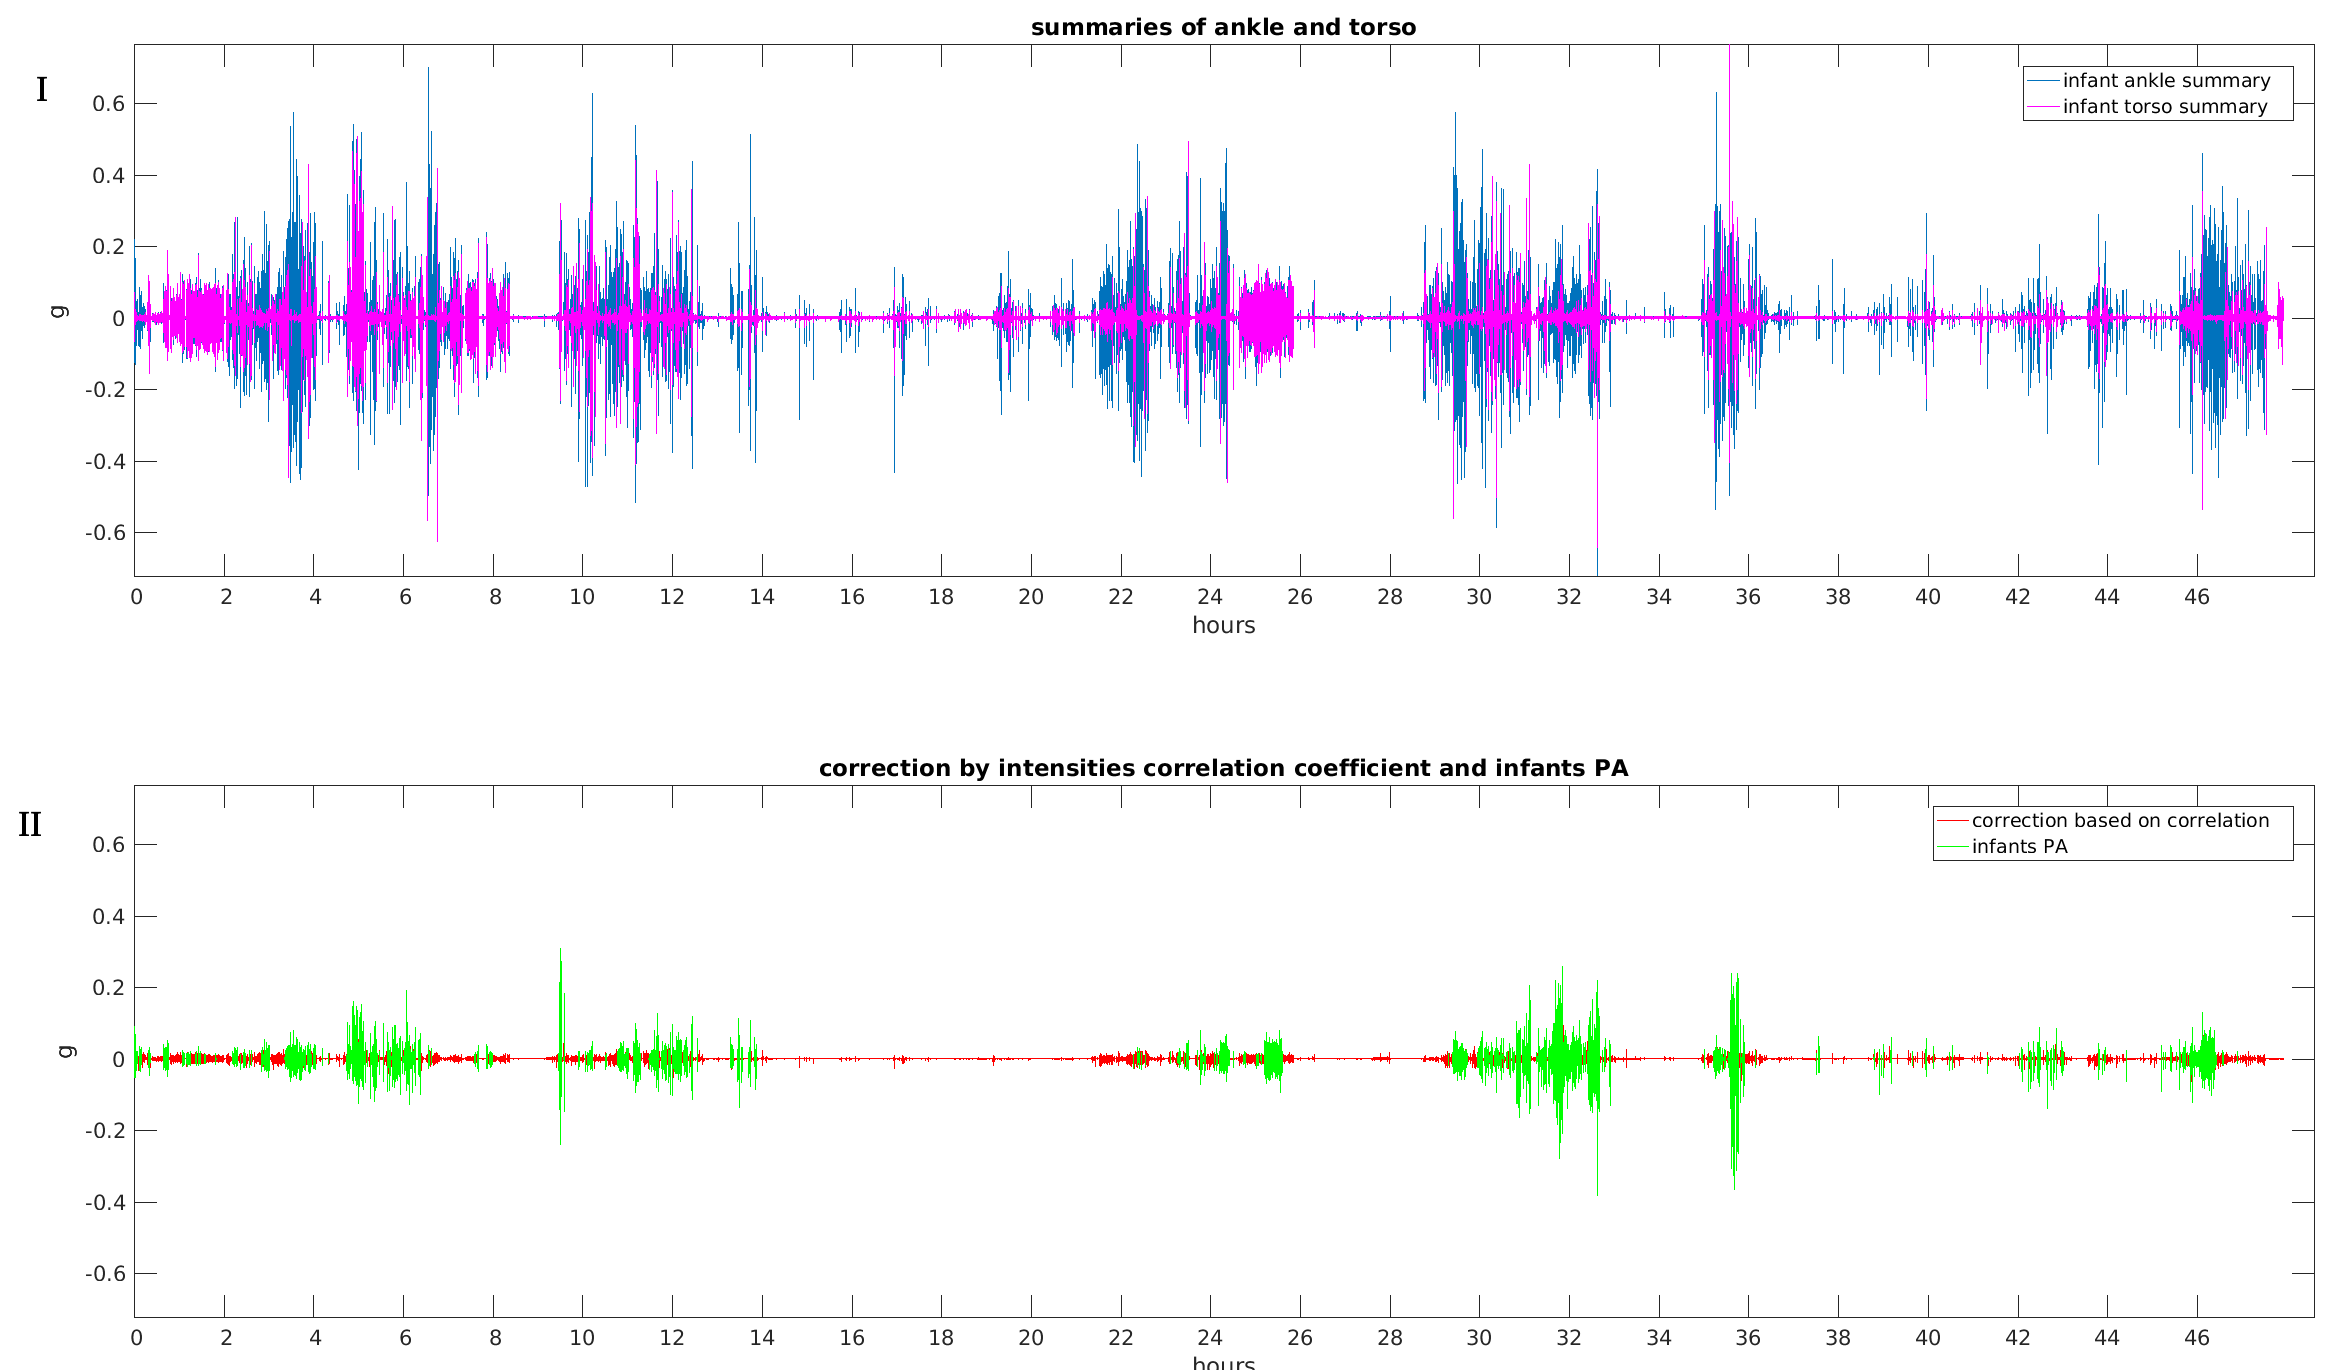 summaries of ankle and torso
I
infant ankle summary
infant torso summary
0.6
0.4
0.2
0
-0.2
-0.4
-0.6
g
0 2 4 6 8 10 12 14 16 18 20 22 24 26 28 30 32 34 36 38 40 42 44 46
hours
correction by intensities correlation coefficient and infants PA
II
correction based on correlation
infants PA
0.6
0.4
0.2
0
-0.2
-0.4
-0.6
g
0 2 4 6 8 10 12 14 16 18 20 22 24 26 28 30 32 34 36 38 40 42 44 46
hours